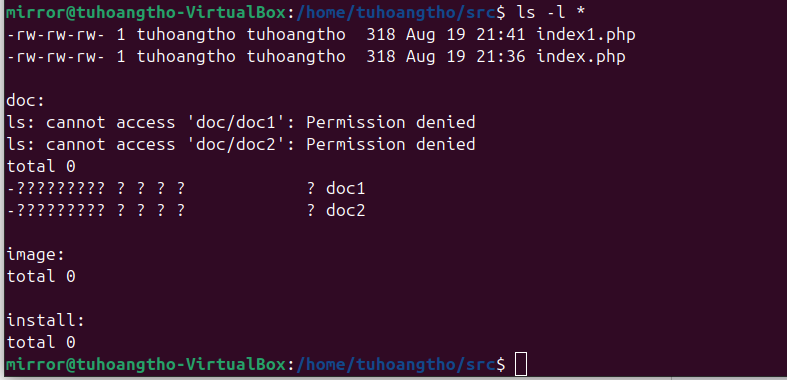 mirror@tuhoangtho-VirtualBox:/home/tuhoangtho/src$ ls -l *
-rw-rw-rw- 1 tuhoangtho tuhoangtho  318 Aug 19 21:41 index1.php
-rw-rw-rw- 1 tuhoangtho tuhoangtho  318 Aug 19 21:36 index.php

doc:
ls: cannot access 'doc/doc1': Permission denied
ls: cannot access 'doc/doc2': Permission denied
total 0
-????????? ? ? ? ?            ? doc1
-????????? ? ? ? ?            ? doc2

image:
total 0

install:
total 0
mirror@tuhoangtho-VirtualBox:/home/tuhoangtho/src$